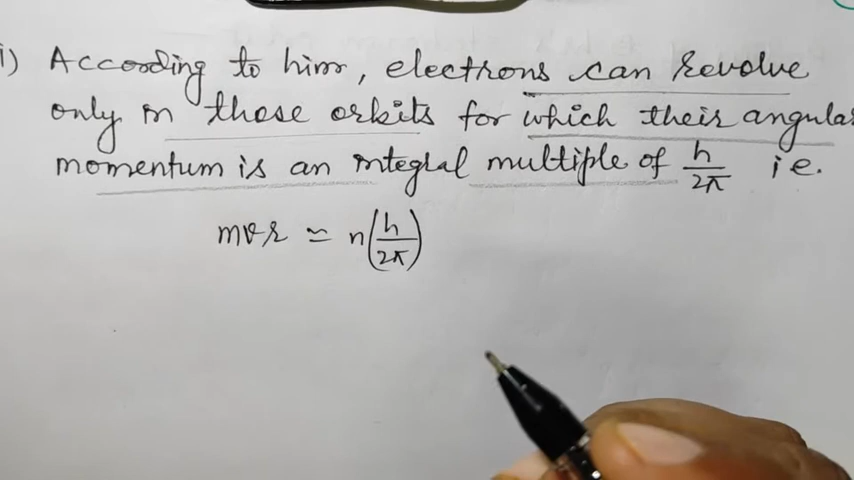 i) According to him, electrons can revolve
only in those orbits for which their angular
momentum is an integral multiple of h/2π i.e.
mvr = n(h/2π)